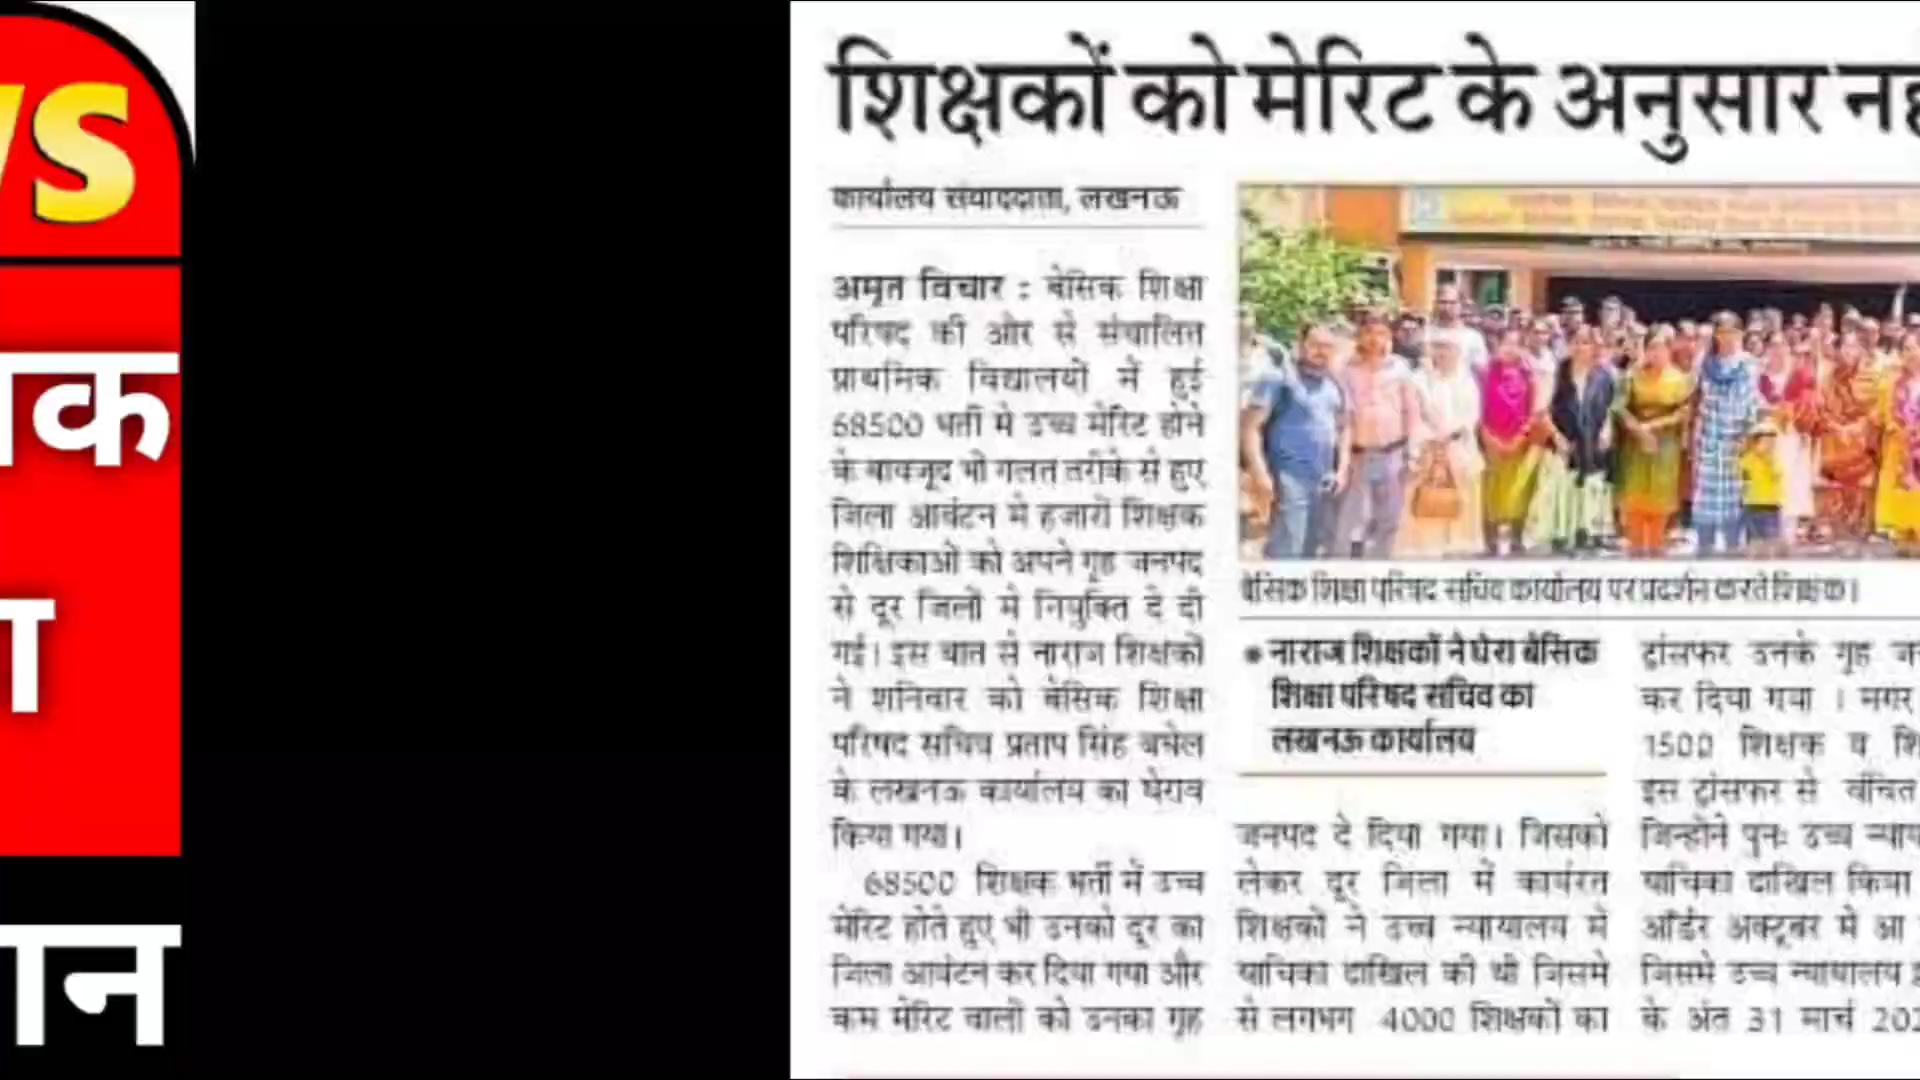 VS
क
ा
ान
शिक्षकों को मेरिट के अनुसार नह
कार्यालय संवाददाता, लखनऊ
अमृत विचार : बेसिक शिक्षा
परिषद की ओर से संचालित
प्राथमिक विद्यालयों में हुई
68500 भर्ती मे उच्च मेरिट होने
के बावजूद भी गलत तरीके से हुए
जिला आवंटन मे हजारों शिक्षक
शिक्षिकाओं को अपने गृह जनपद
से दूर जिलों मे नियुक्ति दे दी
गई। इस बात से नाराज शिक्षकों
ने शनिवार को बेसिक शिक्षा
परिषद सचिव प्रताप सिंह बघेल
के लखनऊ कार्यालय का घेराव
किया गया।
68500 शिक्षक भर्ती में उच्च
मेरिट होते हुए भी उनको दूर का
जिला आवंटन कर दिया गया और
कम मेरिट वालों को उनका गृह
बेसिक शिक्षा परिषद सचिव कार्यालय पर प्रदर्शन करते शिक्षक।
● नाराज शिक्षकों ने घेरा बेसिक
शिक्षा परिषद सचिव का
लखनऊ कार्यालय
जनपद दे दिया गया। जिसको
लेकर दूर जिला में कार्यरत
शिक्षकों ने उच्च न्यायालय में
याचिका दाखिल की थी जिसमे
से लगभग 4000 शिक्षकों का
ट्रांसफर उनके गृह जन
कर दिया गया । मगर
1500 शिक्षक व शि
इस ट्रांसफर से वंचित
जिन्होंने पुनः उच्च न्याय
याचिका दाखिल किया
ऑर्डर अक्टूबर मे आ
जिसमे उच्च न्यायालय
के अंत 31 मार्च 202